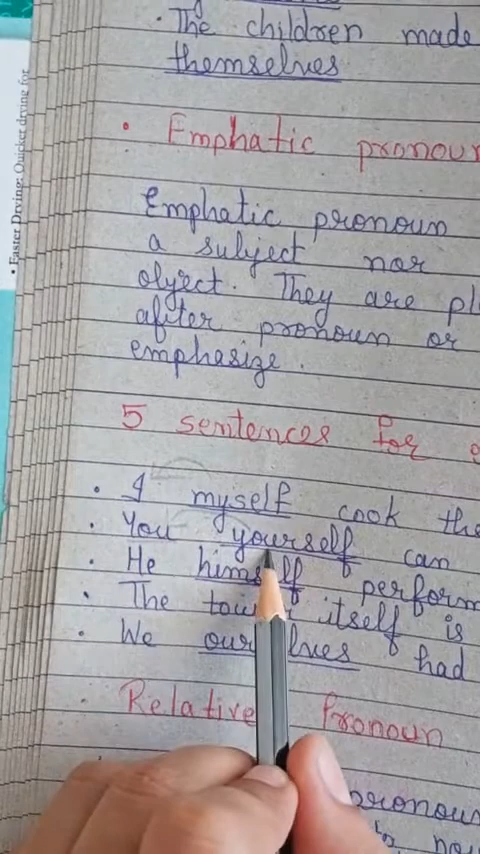 • Faster Drying: Quicker drying for
• The children made
themselves
• Emphatic pronoun
Emphatic pronoun
a subject nor
object. They are pl
after pronoun or
emphasize.
5 sentences for
• I myself cook the
• You yourself can
• He himself perform
• The itself is
• We ourselves had
• Relative Pronoun
pronoun